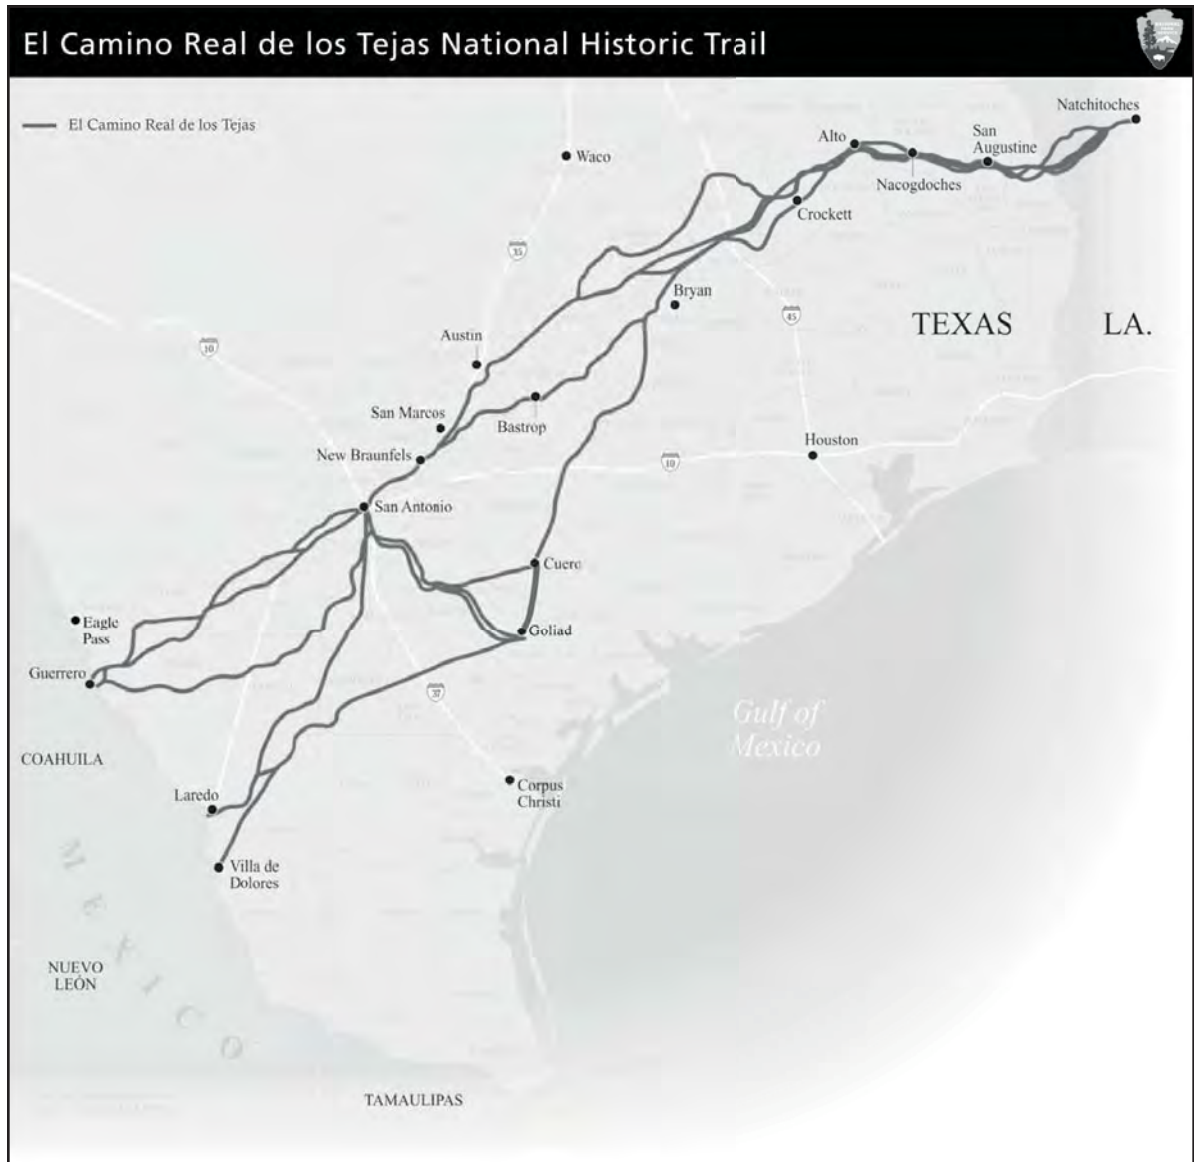 El Camino Real de los Tejas National Historic Trail
El Camino Real de los Tejas
Natchitoches
San
Augustine
Alto
Waco
Nacogdoches
Crockett
35
Bryan
45
TEXAS
LA.
Austin
10
San Marcos
Bastrop
Houston
New Braunfels
10
San Antonio
Cuero
Eagle
Pass
Goliad
Guerrero
37
Gulf of
Mexico
COAHUILA
Laredo
Corpus
Christi
Villa de
Dolores
MEXICO
NUEVO
LEÓN
TAMAULIPAS